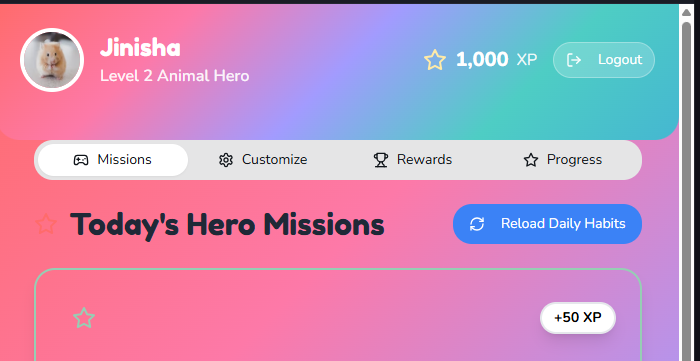 Jinisha
Level 2 Animal Hero
1,000 XP
Logout
Missions
Customize
Rewards
Progress
Today's Hero Missions
Reload Daily Habits
+50 XP